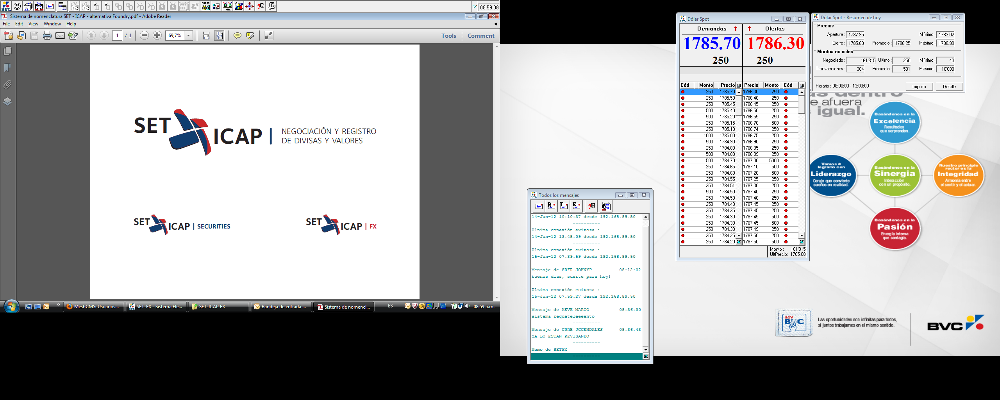 SET
08:59:08
Sistema de nomenclatura SET - ICAP - alternativa Foundry.pdf - Adobe Reader
File Edit View Window Help
1 / 1 69,7% Tools Comment
SET ICAP | NEGOCIACIÓN Y REGISTRO
DE DIVISAS Y VALORES
SET ICAP | SECURITIES
SET ICAP | FX
MeshCMS: Usuarios...
SET-FX - Sistema Ele...
SET-ICAP FX
Bandeja de entrada ...
Sistema de nomencl...
ES
08:59 a.m.
Todos los mensajes
14-Jun-12 10:10:37 desde 192.168.89.50
----------
Ultima conexión exitosa :
14-Jun-12 13:45:09 desde 192.168.89.50
----------
Ultima conexión exitosa :
15-Jun-12 07:39:59 desde 192.168.89.50
----------
Mensaje de SRFR JOHNYP 08:12:02
buenos dias, suerte para hoy!
----------
Ultima conexión exitosa :
15-Jun-12 07:59:27 desde 192.168.89.50
----------
Mensaje de AEVE MARCO 08:36:30
sistema requeteleeeento
----------
Mensaje de CRRB JCCENDALES 08:36:43
YA LO ESTAN REVISANDO
----------
Memo de SETFX
----------
Dólar Spot
Demandas Ofertas
1785.70 1786.30
250 250
Cód Monto Precio Precio Monto Cód
250 1785.70 1786.30 250
250 1785.50 1786.40 250
250 1785.45 1786.45 250
500 1785.40 1786.50 250
500 1785.20 1786.55 250
250 1785.15 1786.70 500
250 1785.10 1786.74 250
1000 1785.00 1786.75 250
500 1784.90 1786.90 250
250 1784.80 1786.95 250
500 1784.80 1786.99 250
500 1784.70 1787.00 5000
250 1784.65 1787.10 500
250 1784.60 1787.20 500
250 1784.55 1787.25 250
250 1784.51 1787.30 250
500 1784.50 1787.40 250
250 1784.50 1787.40 250
250 1784.40 1787.45 250
250 1784.35 1787.45 250
250 1784.30 1787.45 500
250 1784.30 1787.45 500
250 1784.30 1787.49 250
250 1784.25 1787.50 250
250 1784.20 1787.50 500
Monto : 161'315
UltPrecio: 1785.60
Dólar Spot - Resumen de hoy
Precios
Apertura : 1787.95 Mínimo : 1783.02
Cierre : 1785.60 Promedio : 1786.25 Máximo : 1788.90
Montos en miles
Negociado : 161'315 Ultimo : 250 Mínimo : 43
Transacciones : 304 Promedio : 531 Máximo : 10'000
Horario : 08:00:00 - 13:00:00 Imprimir Detalle
dentro
e afuera
igual.
Basándonos en la
Excelencia
Resultados
que sorprenden.
Vamos a
lograrlo con
Liderazgo
Coraje que convierte
sueños en realidad.
Basándonos en la
Sinergia
Interacción
con un propósito.
Nuestro principio
rector es la
Integridad
Armonía entre
el sentir y el actuar.
Basándonos en la
Pasión
Energía interna
que contagia.
SOY
BVC
Las oportunidades son infinitas para todos,
si juntos trabajamos en el mismo sentido.
BVC